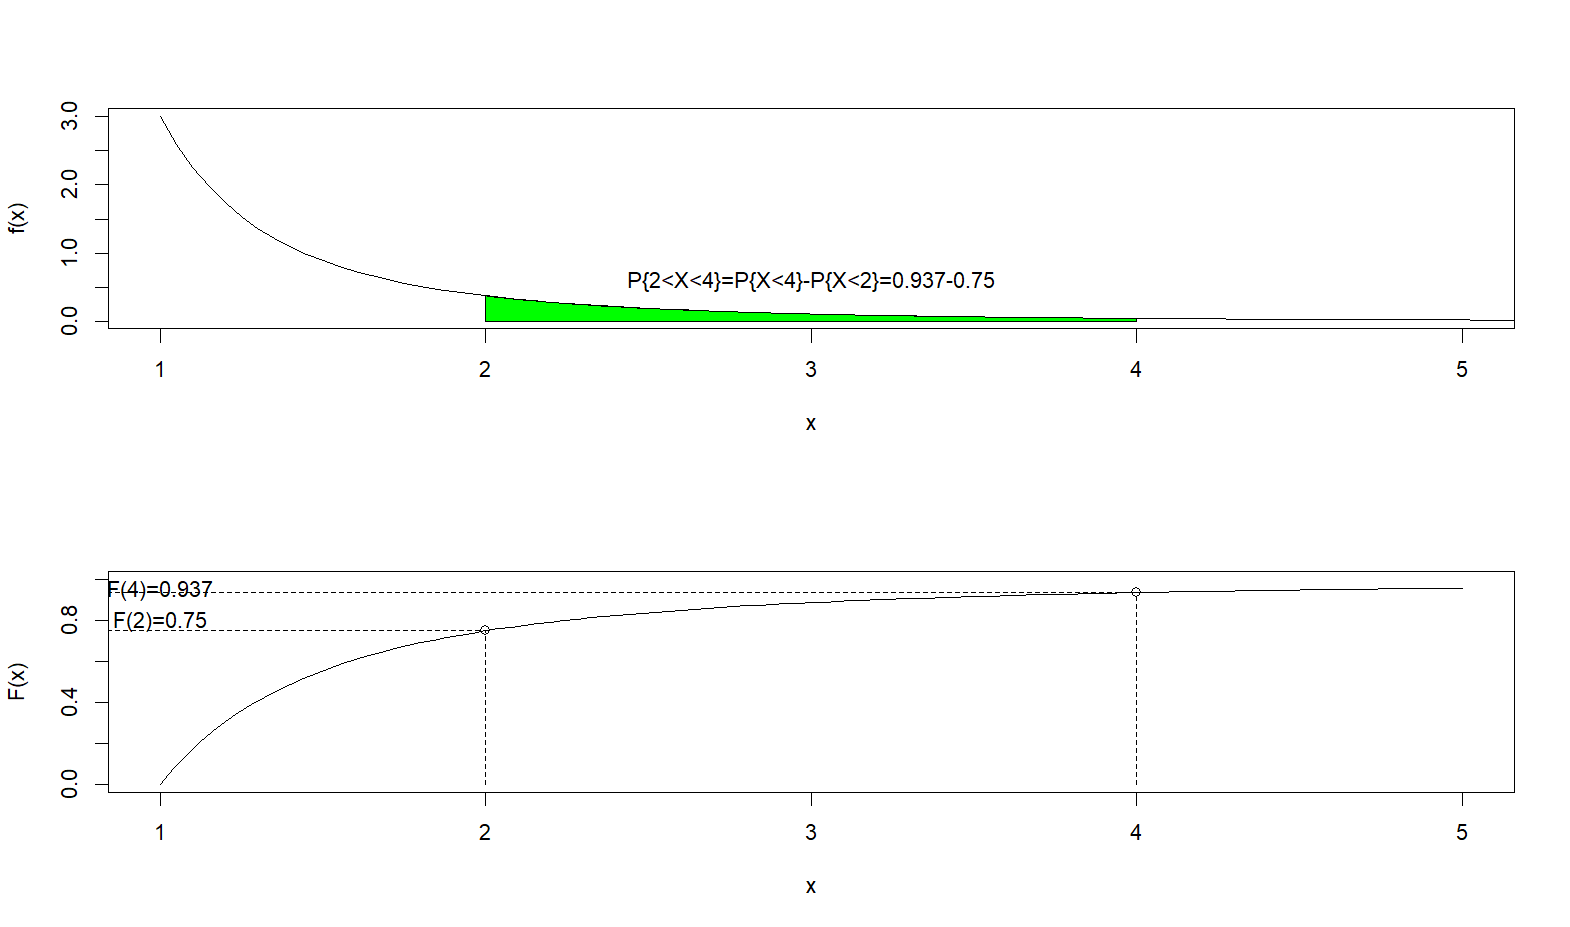 f(x)
3.0
2.0
1.0
0.0
P{2<X<4}=P{X<4}-P{X<2}=0.937-0.75
1 2 3 4 5
x
F(x)
F(4)=0.937
F(2)=0.75
0.8
0.4
0.0
1 2 3 4 5
x